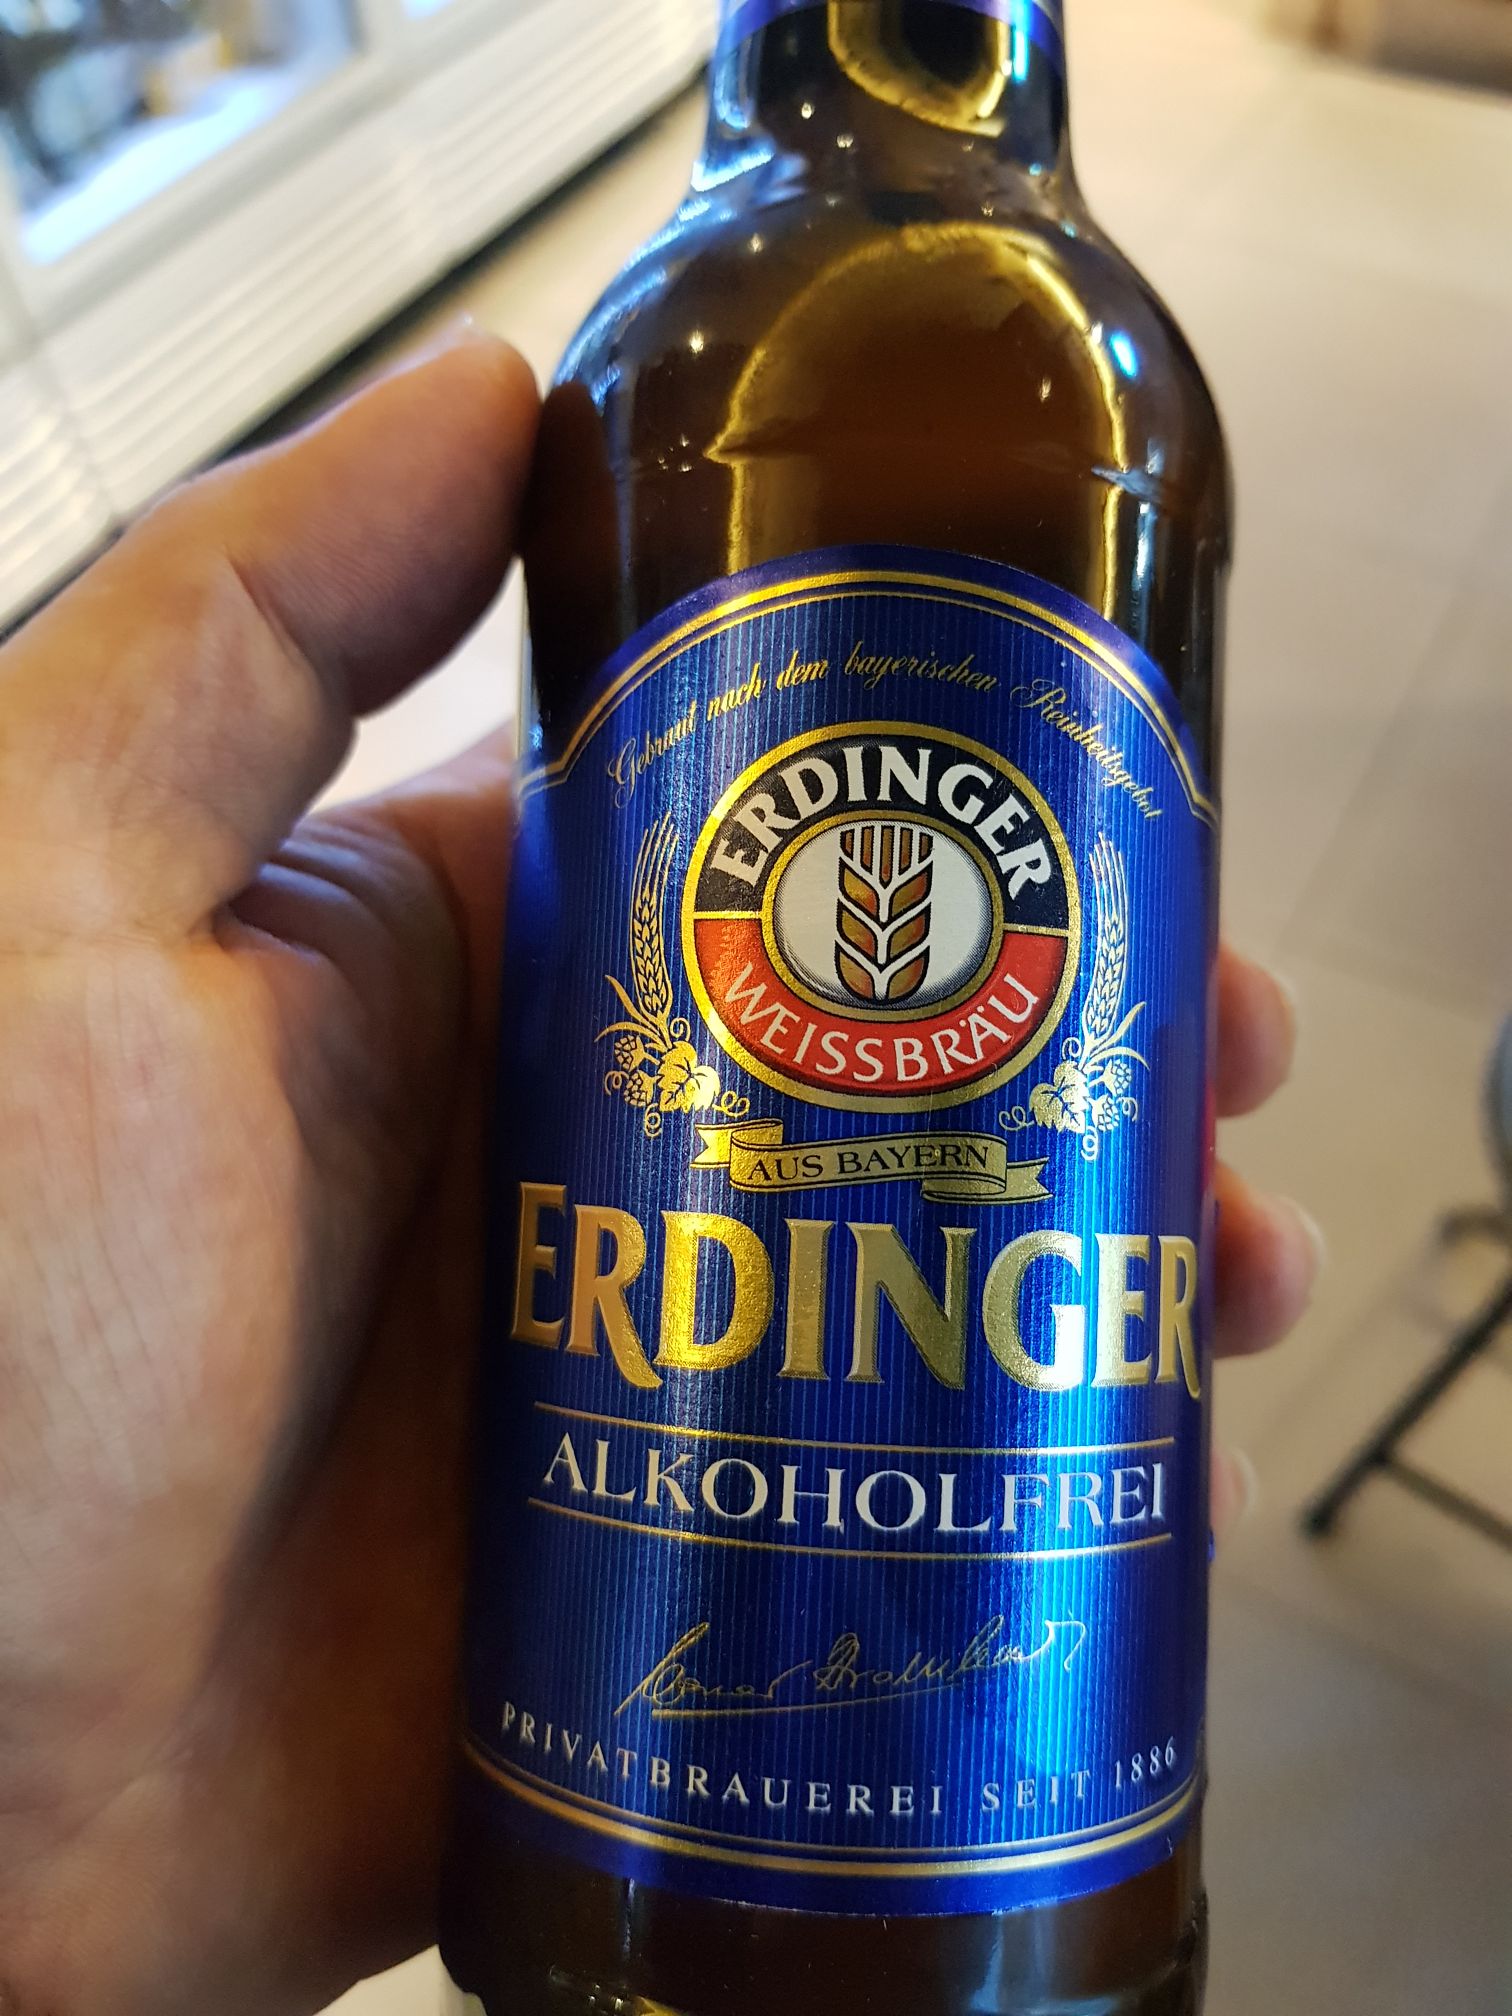 Gebraut nach dem bayerischen Reinheitsgebot
ERDINGER
WEISSBRÄU
AUS BAYERN
ERDINGER
ALKOHOLFREI
PRIVATBRAUEREI SEIT 1886